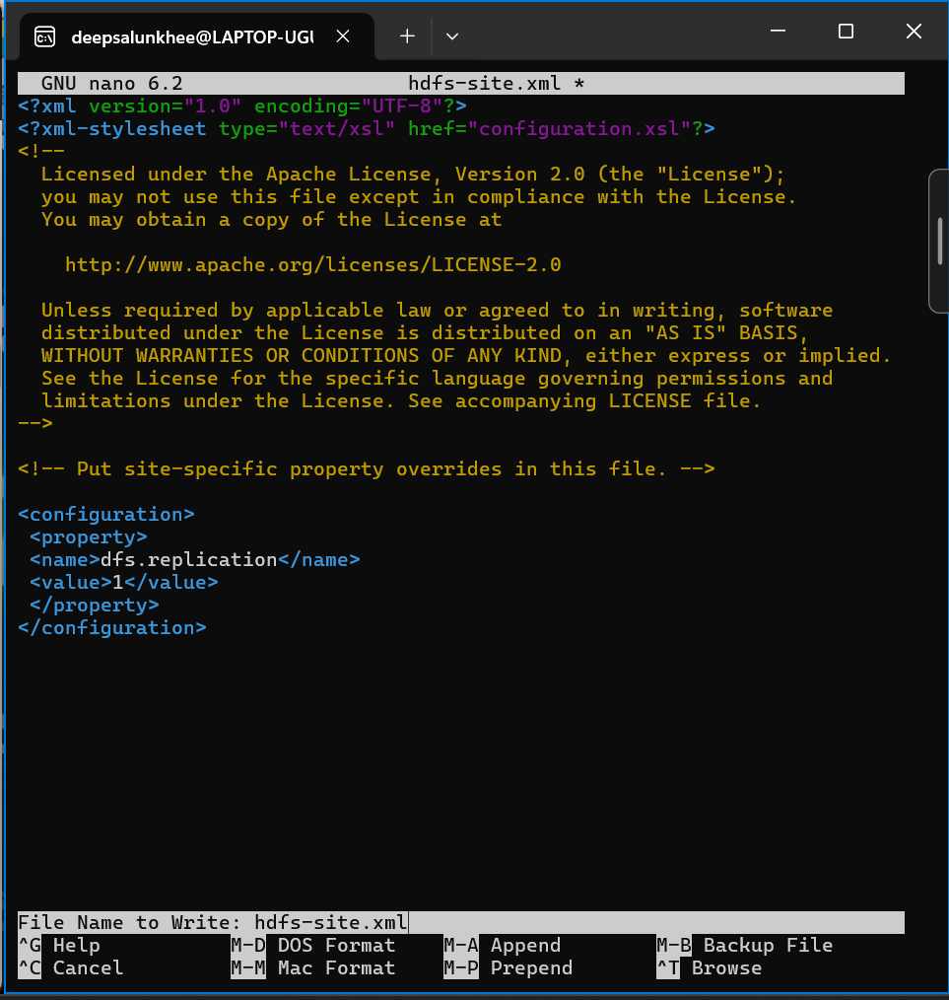 deepsalunkhee@LAPTOP-UGU
GNU nano 6.2 hdfs-site.xml *
<?xml version="1.0" encoding="UTF-8"?>
<?xml-stylesheet type="text/xsl" href="configuration.xsl"?>
<!--
  Licensed under the Apache License, Version 2.0 (the "License");
  you may not use this file except in compliance with the License.
  You may obtain a copy of the License at

    http://www.apache.org/licenses/LICENSE-2.0

  Unless required by applicable law or agreed to in writing, software
  distributed under the License is distributed on an "AS IS" BASIS,
  WITHOUT WARRANTIES OR CONDITIONS OF ANY KIND, either express or implied.
  See the License for the specific language governing permissions and
  limitations under the License. See accompanying LICENSE file.
-->

<!-- Put site-specific property overrides in this file. -->

<configuration>
 <property>
 <name>dfs.replication</name>
 <value>1</value>
 </property>
</configuration>
File Name to Write: hdfs-site.xml
^G Help M-D DOS Format M-A Append M-B Backup File
^C Cancel M-M Mac Format M-P Prepend ^T Browse